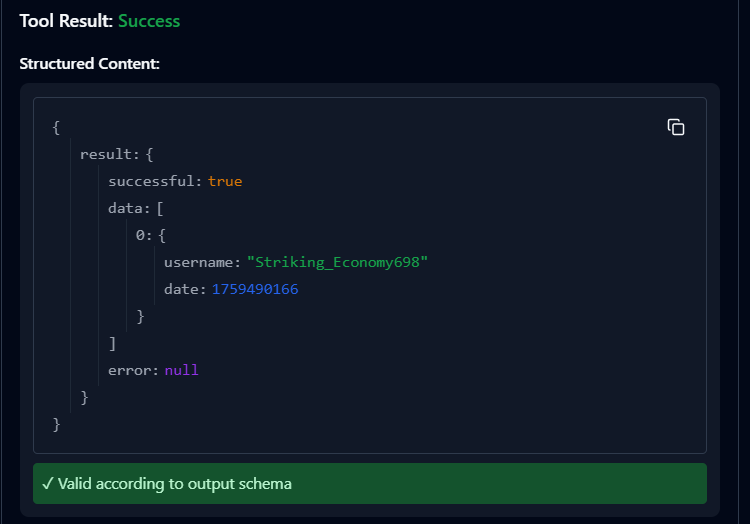 Tool Result: Success
Structured Content:
{
result: {
successful: true
data: [
0: {
username: "Striking_Economy698"
date: 1759490166
}
]
error: null
}
}
✓ Valid according to output schema